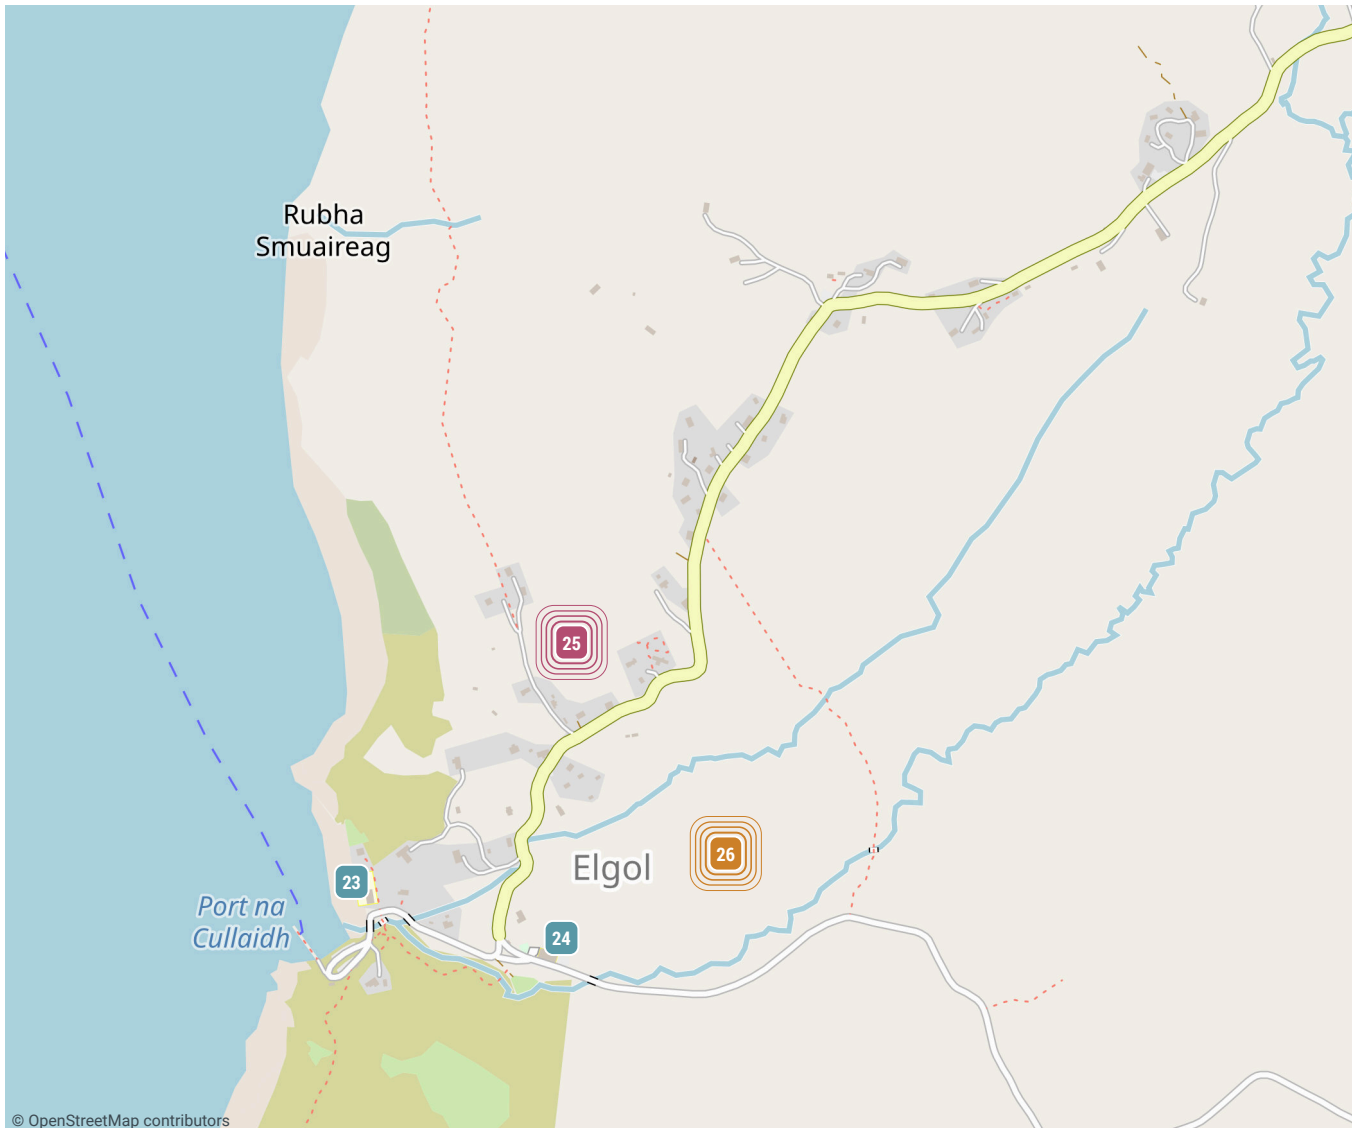 Rubha
Smuaireag
25
26
Elgol
23
Port na
Cullaidh
24
© OpenStreetMap contributors